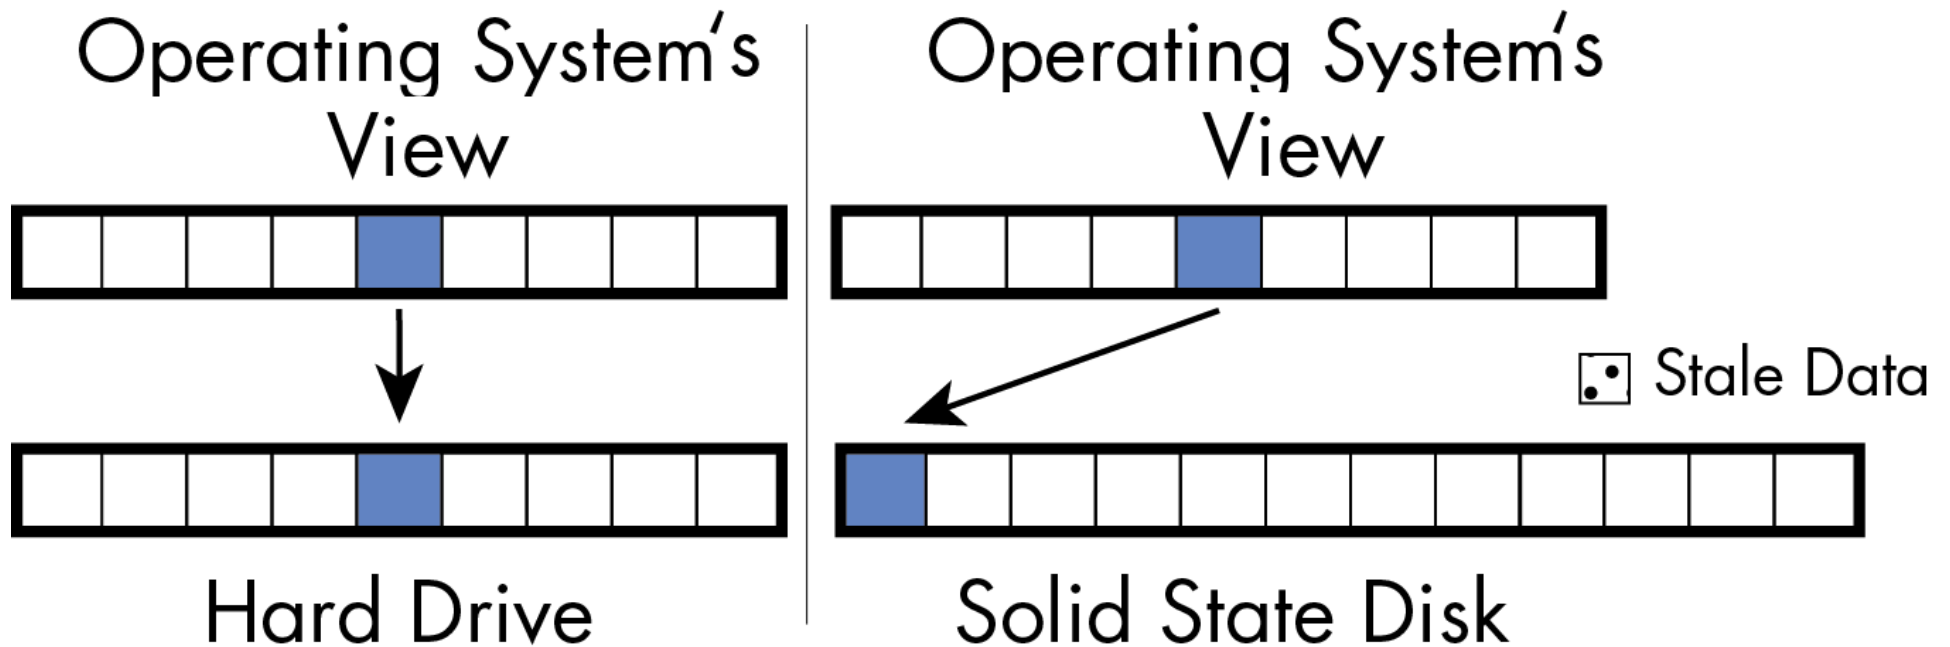 Operating System's
View
Hard Drive
Operating System's
View
Stale Data
Solid State Disk